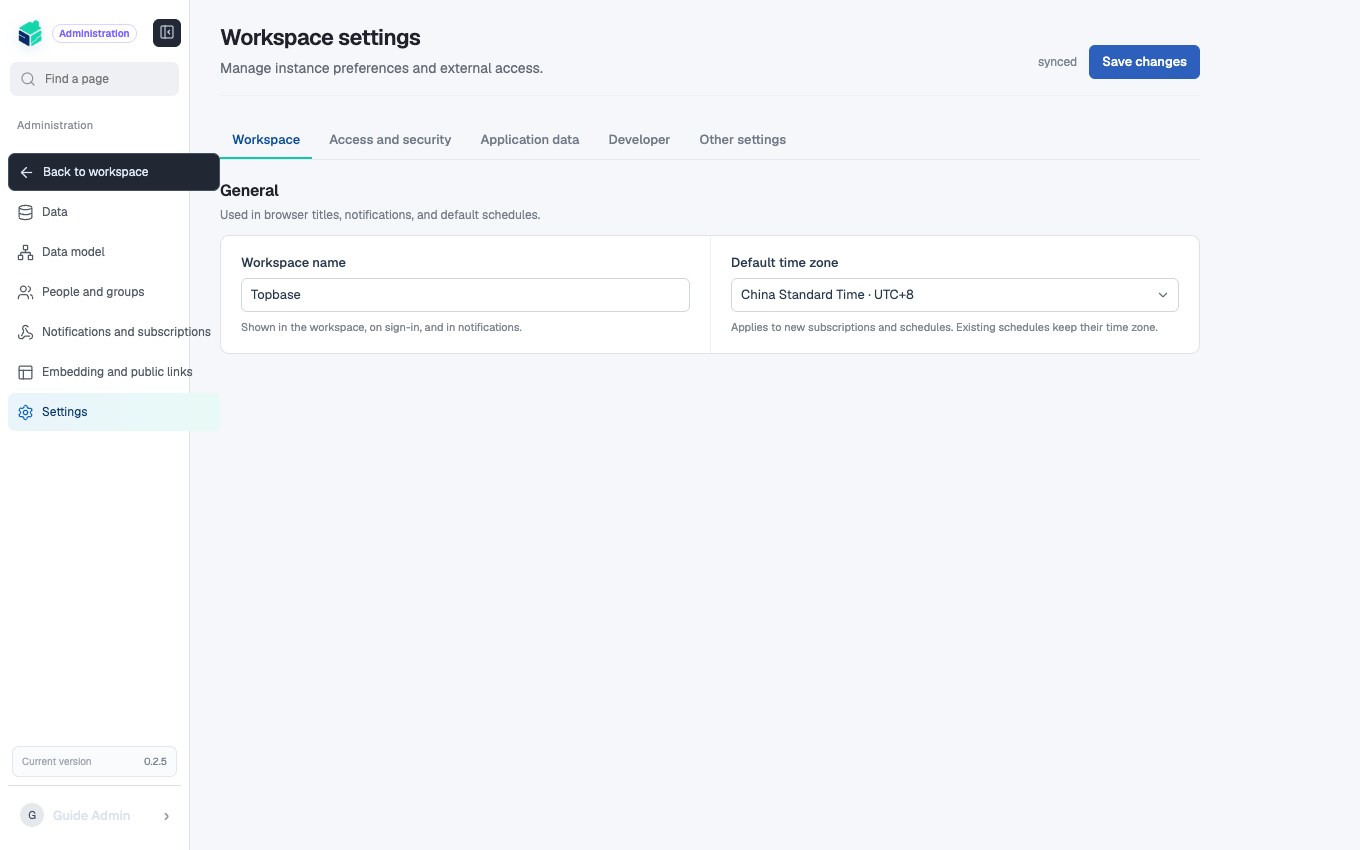 Administration
Find a page
Administration
Back to workspace
Data
Data model
People and groups
Notifications and subscriptions
Embedding and public links
Settings
Current version 0.2.5
G Guide Admin
Workspace settings
Manage instance preferences and external access.
synced
Save changes
Workspace Access and security Application data Developer Other settings
General
Used in browser titles, notifications, and default schedules.
Workspace name
Topbase
Shown in the workspace, on sign-in, and in notifications.
Default time zone
China Standard Time · UTC+8
Applies to new subscriptions and schedules. Existing schedules keep their time zone.